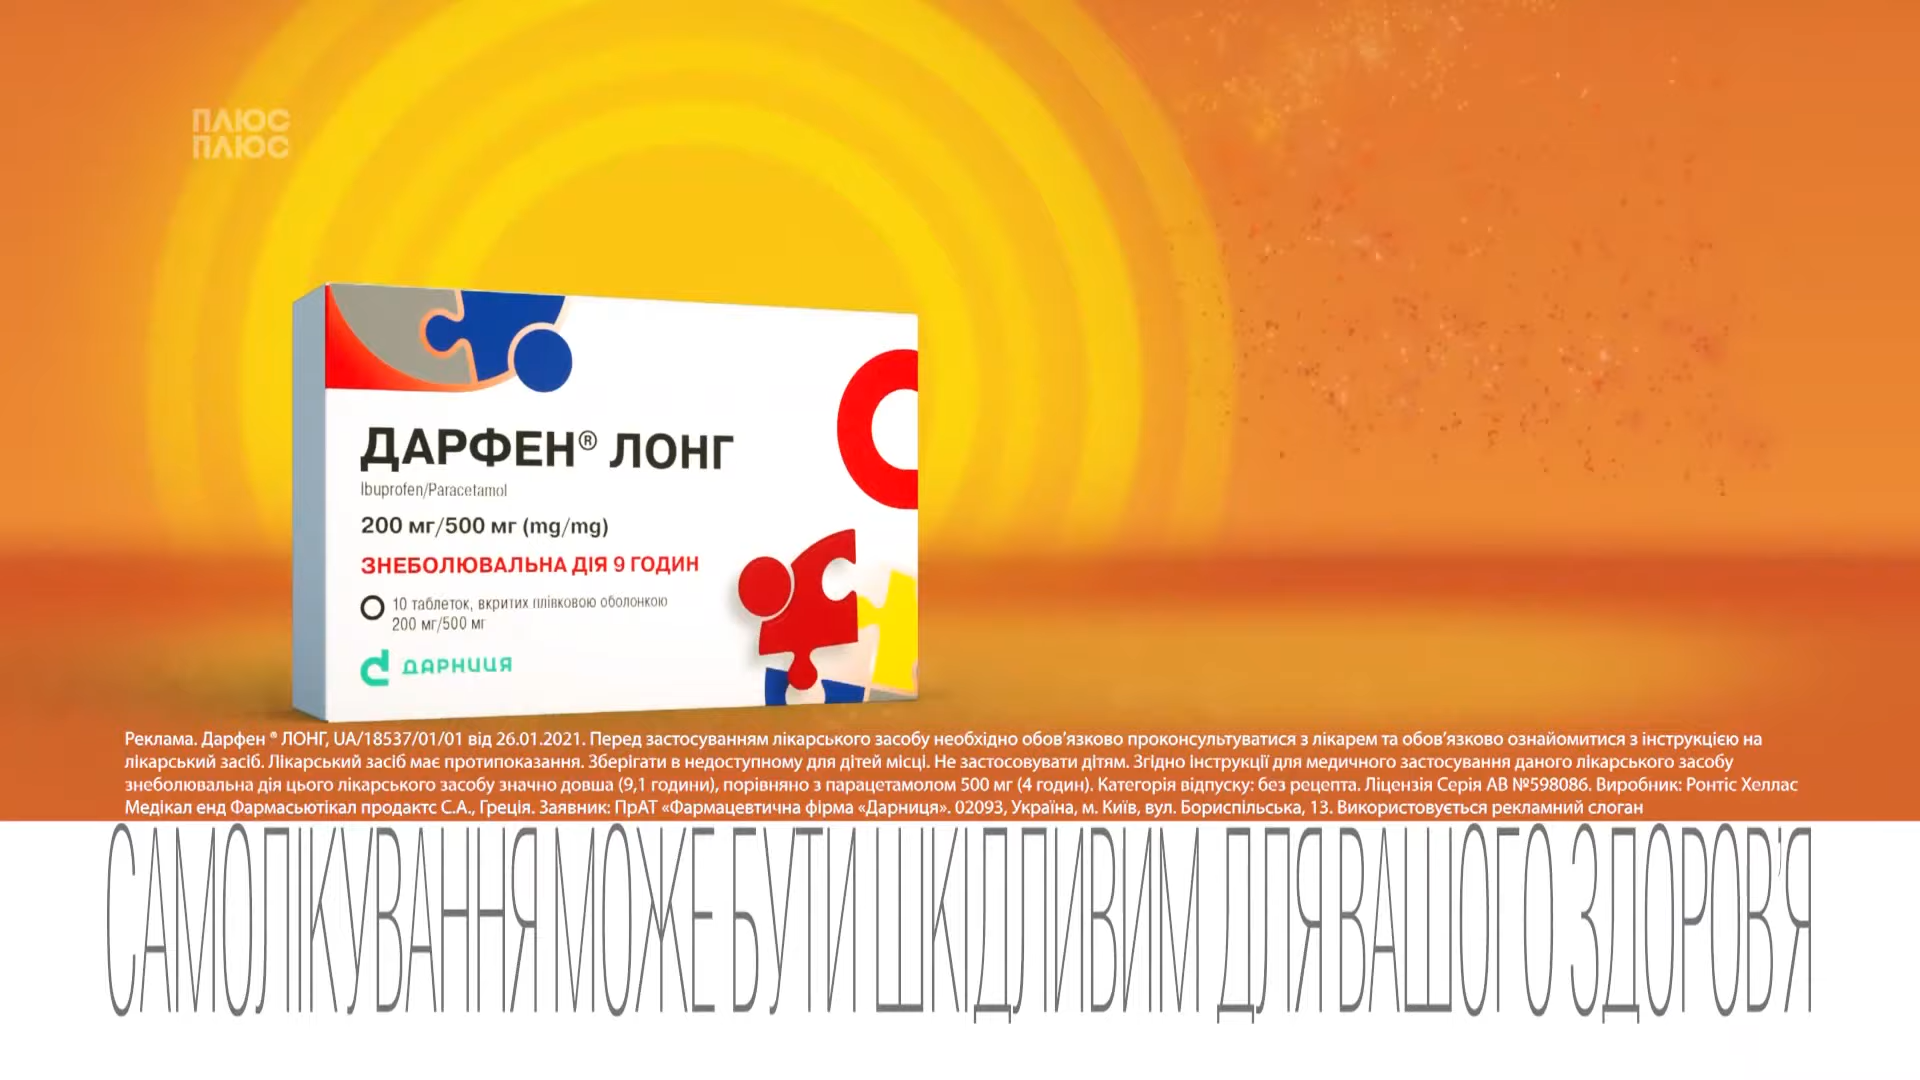 ПЛЮС
ПЛЮС
ДАРФЕН® ЛОНГ
Ibuprofen/Paracetamol
200 мг/500 мг (mg/mg)
ЗНЕБОЛЮВАЛЬНА ДІЯ 9 ГОДИН
10 таблеток, вкритих плівковою оболонкою
200 мг/500 мг
ДАРНИЦЯ
Реклама. Дарфен ® ЛОНГ, UA/18537/01/01 від 26.01.2021. Перед застосуванням лікарського засобу необхідно обов’язково проконсультуватися з лікарем та обов’язково ознайомитися з інструкцією на
лікарський засіб. Лікарський засіб має протипоказання. Зберігати в недоступному для дітей місці. Не застосовувати дітям. Згідно інструкції для медичного застосування даного лікарського засобу
знеболювальна дія цього лікарського засобу значно довша (9,1 години), порівняно з парацетамолом 500 мг (4 годин). Категорія відпуску: без рецепта. Ліцензія Серія АВ №598086. Виробник: Ронтіс Хеллас
Медікал енд Фармасьютікал продактс С.А., Греція. Заявник: ПрАТ «Фармацевтична фірма «Дарниця». 02093, Україна, м. Київ, вул. Бориспільська, 13. Використовується рекламний слоган
САМОЛІКУВАННЯ МОЖЕ БУТИ ШКІДЛИВИМ ДЛЯ ВАШОГО ЗДОРОВ’Я